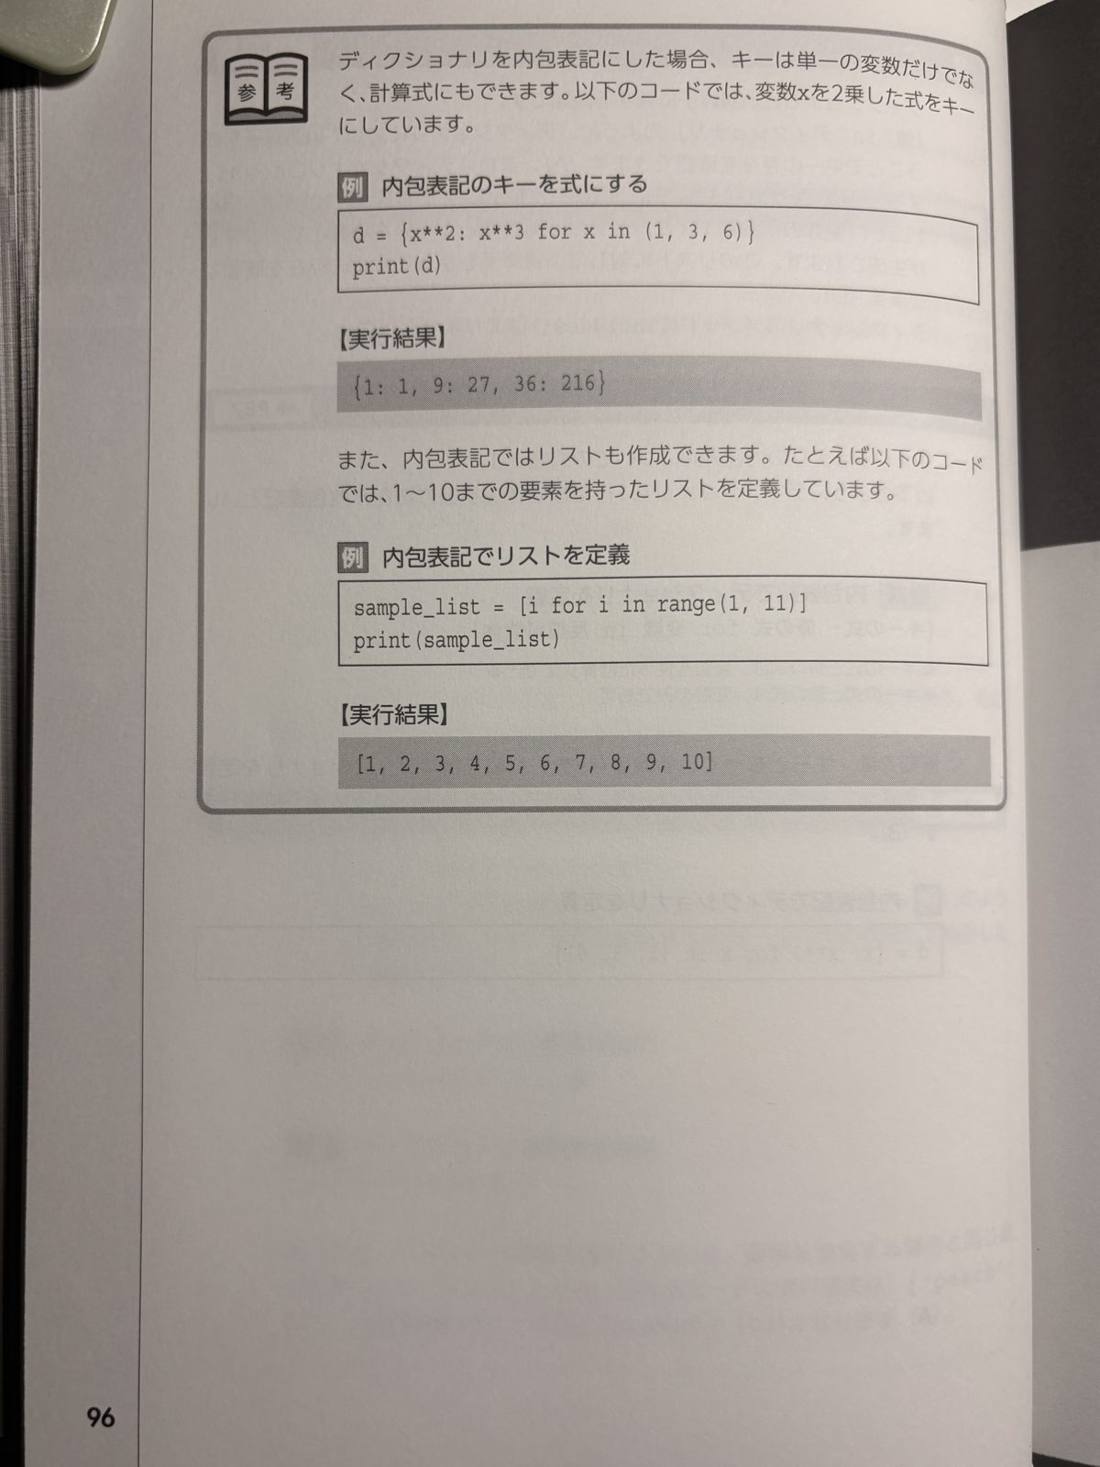 参考
ディクショナリを内包表記にした場合、キーは単一の変数だけでな
く、計算式にもできます。以下のコードでは、変数xを2乗した式をキー
にしています。
例 内包表記のキーを式にする
d = {x**2: x**3 for x in (1, 3, 6)}
print(d)
【実行結果】
{1: 1, 9: 27, 36: 216}
また、内包表記ではリストも作成できます。たとえば以下のコード
では、1〜10までの要素を持ったリストを定義しています。
例 内包表記でリストを定義
sample_list = [i for i in range(1, 11)]
print(sample_list)
【実行結果】
[1, 2, 3, 4, 5, 6, 7, 8, 9, 10]
96